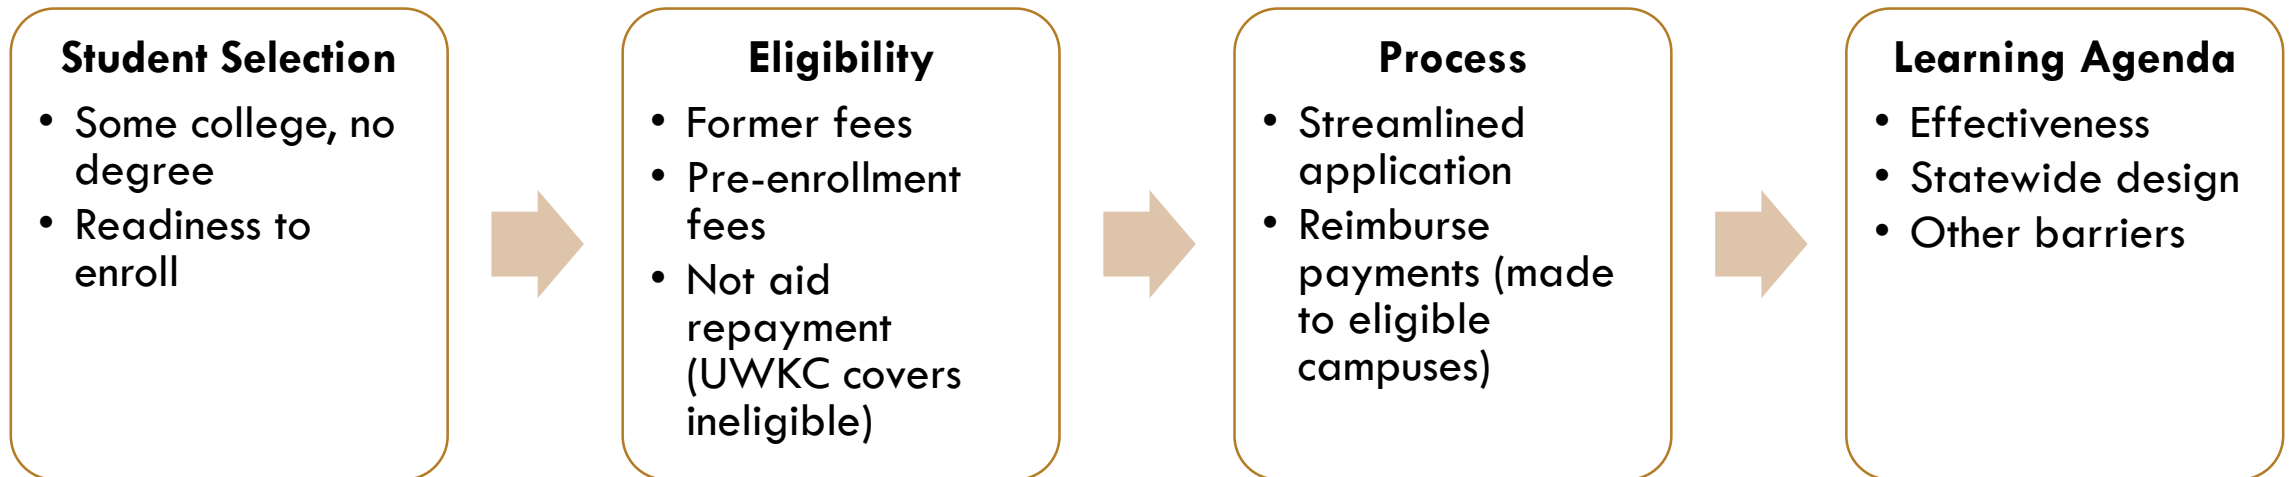 Student Selection
• Some college, no
degree
• Readiness to
enroll
Eligibility
• Former fees
• Pre-enrollment
fees
• Not aid
repayment
(UWKC covers
ineligible)
Process
• Streamlined
application
• Reimburse
payments (made
to eligible
campuses)
Learning Agenda
• Effectiveness
• Statewide design
• Other barriers